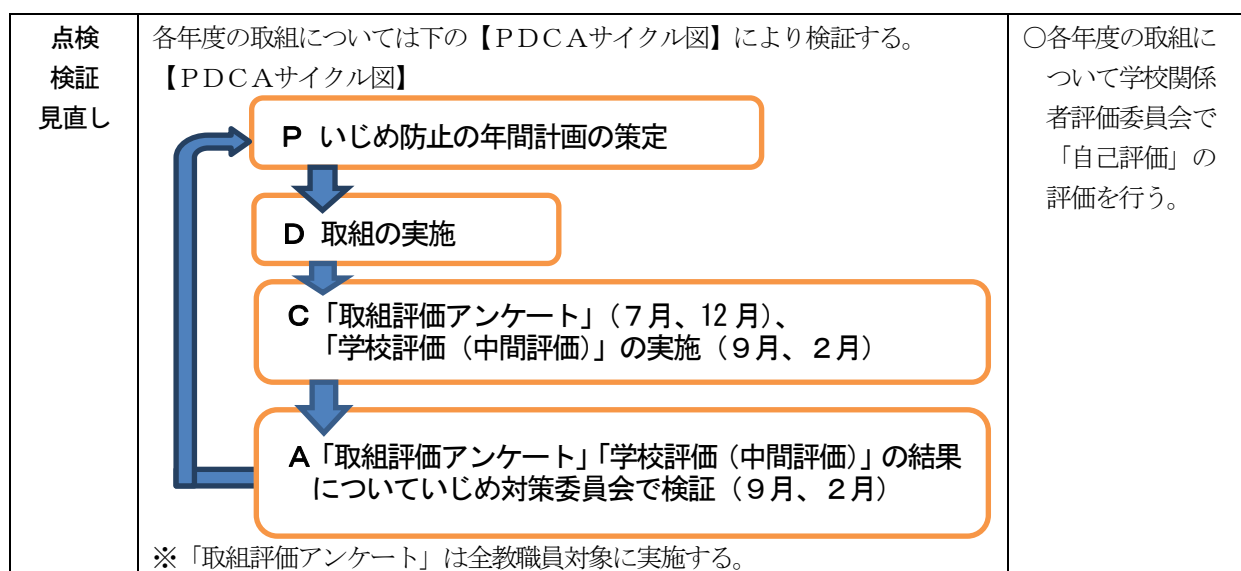 点検
検証
見直し
各年度の取組については下の【ＰＤＣＡサイクル図】により検証する。
【ＰＤＣＡサイクル図】
Ｐ いじめ防止の年間計画の策定
Ｄ 取組の実施
Ｃ「取組評価アンケート」（７月、12 月）、
「学校評価（中間評価）」の実施（９月、２月）
Ａ「取組評価アンケート」「学校評価（中間評価）」の結果
についていじめ対策委員会で検証（９月、２月）
※「取組評価アンケート」は全教職員対象に実施する。
○各年度の取組に
ついて学校関係
者評価委員会で
「自己評価」の
評価を行う。